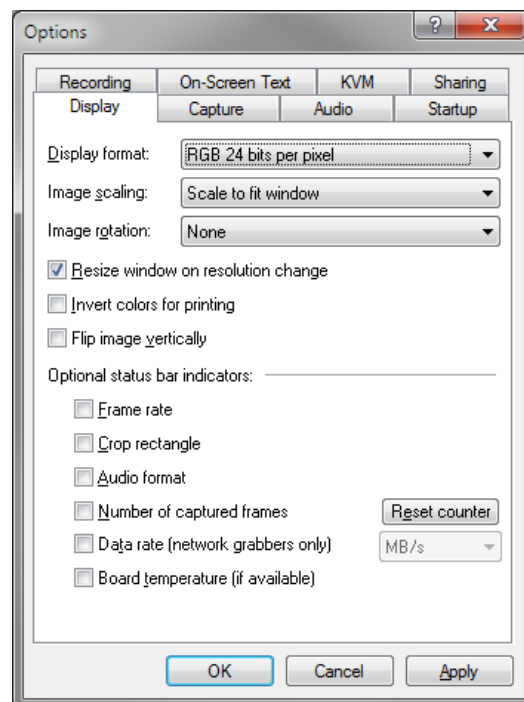 Options
Recording On-Screen Text KVM Sharing
Display Capture Audio Startup
Display format: RGB 24 bits per pixel
Image scaling: Scale to fit window
Image rotation: None
Resize window on resolution change
Invert colors for printing
Flip image vertically
Optional status bar indicators:
Frame rate
Crop rectangle
Audio format
Number of captured frames Reset counter
Data rate (network grabbers only) MB/s
Board temperature (if available)
OK Cancel Apply